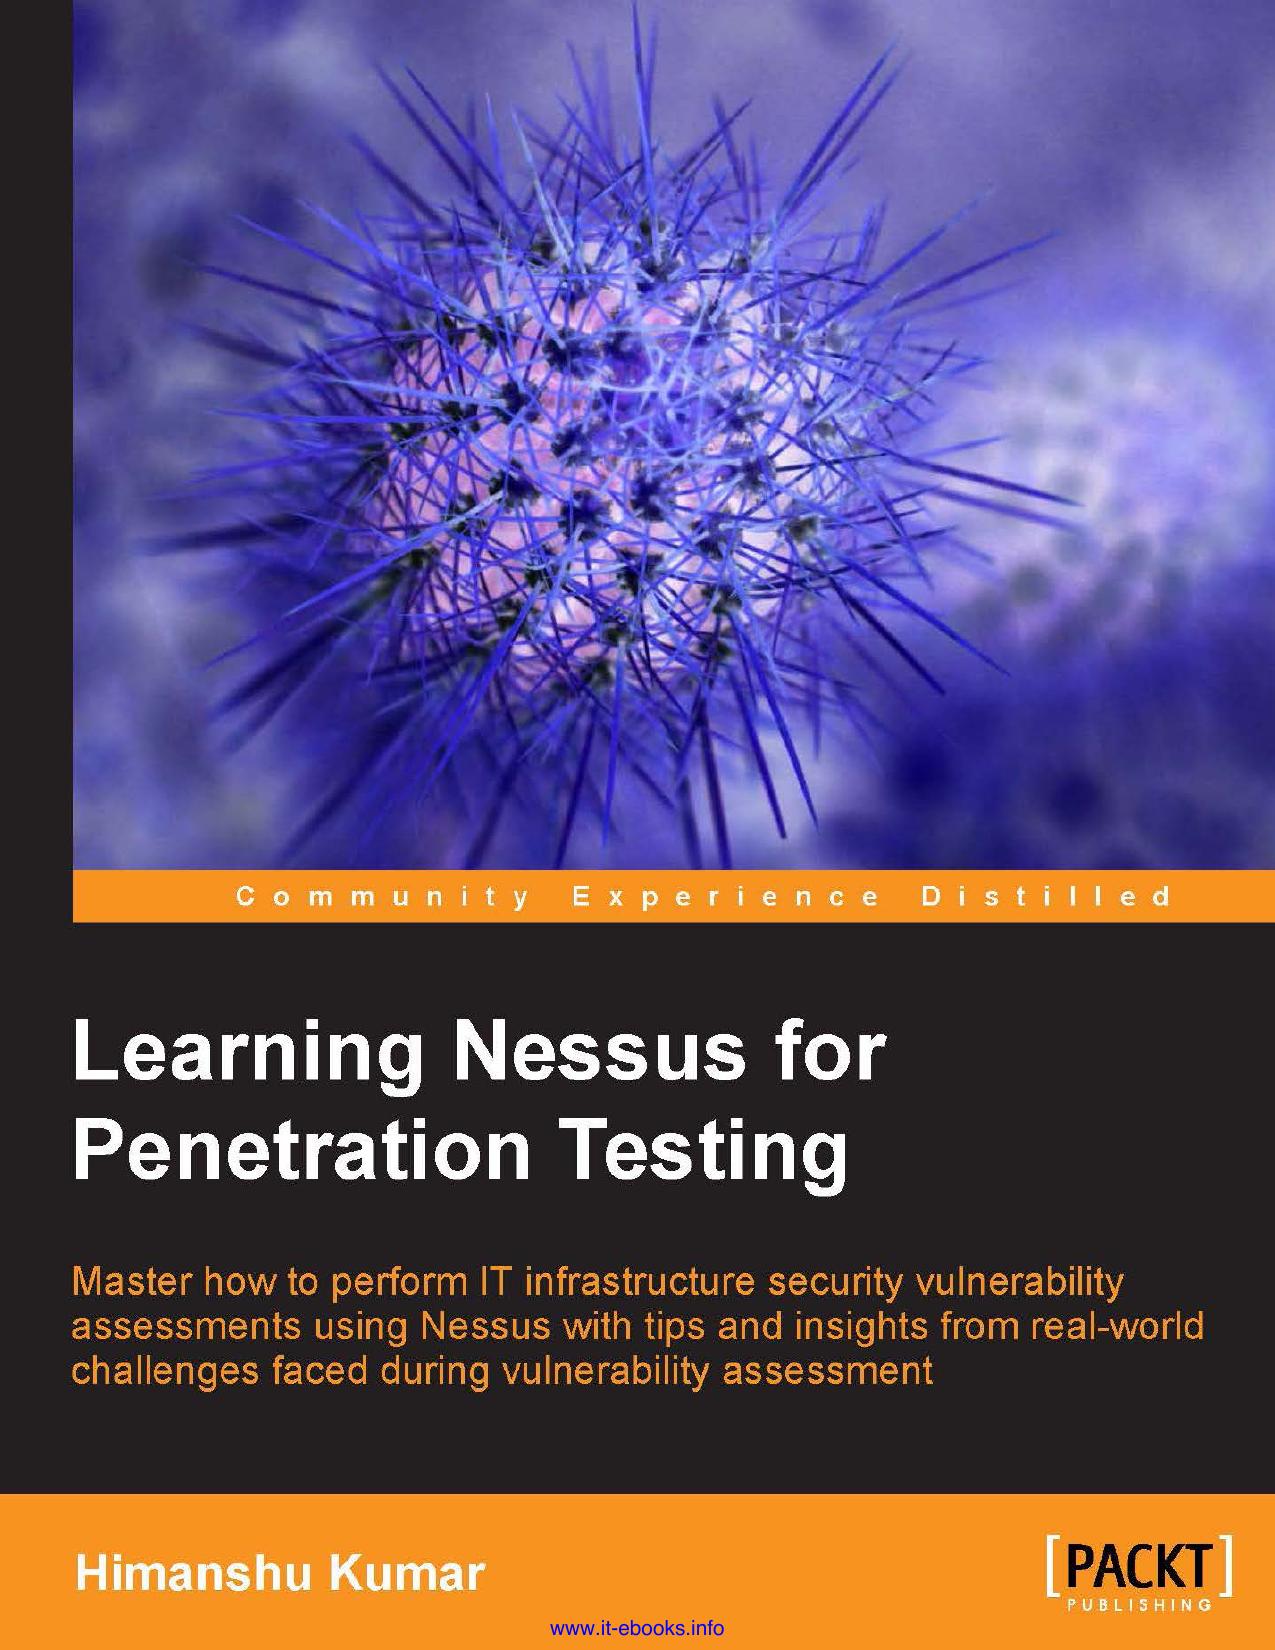 Community Experience Distilled
Learning Nessus for
Penetration Testing
Master how to perform IT infrastructure security vulnerability
assessments using Nessus with tips and insights from real-world
challenges faced during vulnerability assessment
Himanshu Kumar
[PACKT]
PUBLISHING
www.it-ebooks.info